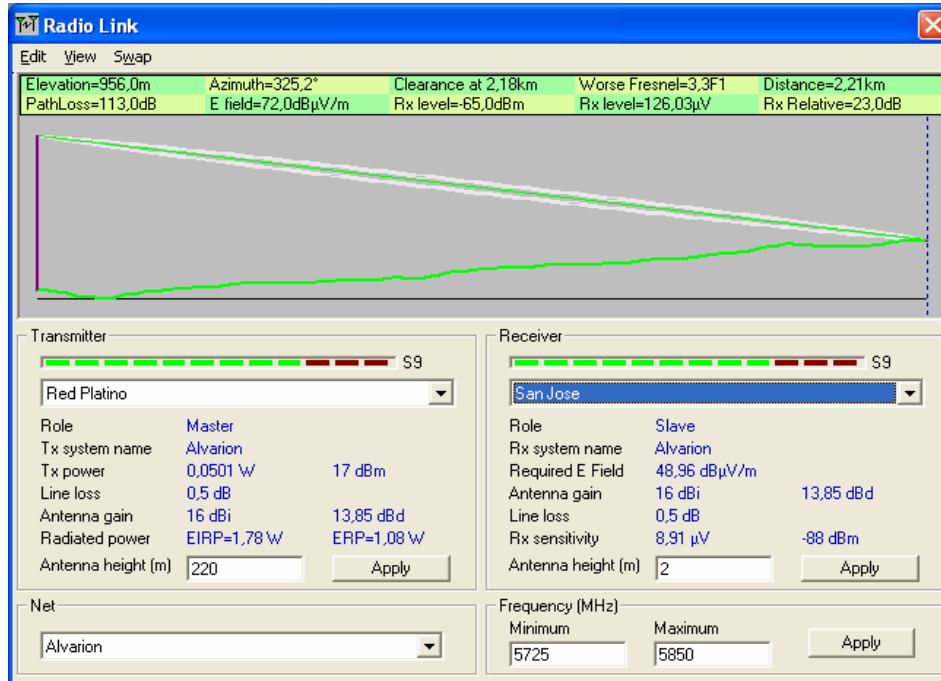 Radio Link
Edit View Swap
Elevation=956,0m Azimuth=325,2° Clearance at 2,18km Worse Fresnel=3,3F1 Distance=2,21km
PathLoss=113,0dB E field=72,0dBµV/m Rx level=-65,0dBm Rx level=126,03µV Rx Relative=23,0dB
Transmitter
S9
Red Platino
Role Master
Tx system name Alvarion
Tx power 0,0501 W 17 dBm
Line loss 0,5 dB
Antenna gain 16 dBi 13,85 dBd
Radiated power EIRP=1,78 W ERP=1,08 W
Antenna height (m) 220 Apply
Net
Alvarion
Receiver
S9
San Jose
Role Slave
Rx system name Alvarion
Required E Field 48,96 dBµV/m
Antenna gain 16 dBi 13,85 dBd
Line loss 0,5 dB
Rx sensitivity 8,91 µV -88 dBm
Antenna height (m) 2 Apply
Frequency (MHz)
Minimum Maximum
5725 5850 Apply